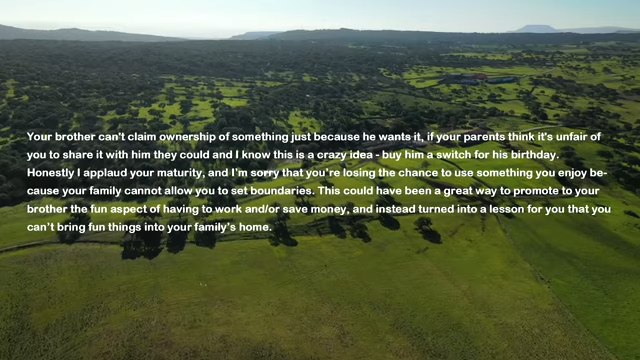 Your brother can't claim ownership of something just because he wants it, if your parents think it's unfair of
you to share it with him they could and I know this is a crazy idea - buy him a switch for his birthday.
Honestly I applaud your maturity, and I'm sorry that you're losing the chance to use something you enjoy be-
cause your family cannot allow you to set boundaries. This could have been a great way to promote to your
brother the fun aspect of having to work and/or save money, and instead turned into a lesson for you that you
can't bring fun things into your family's home.